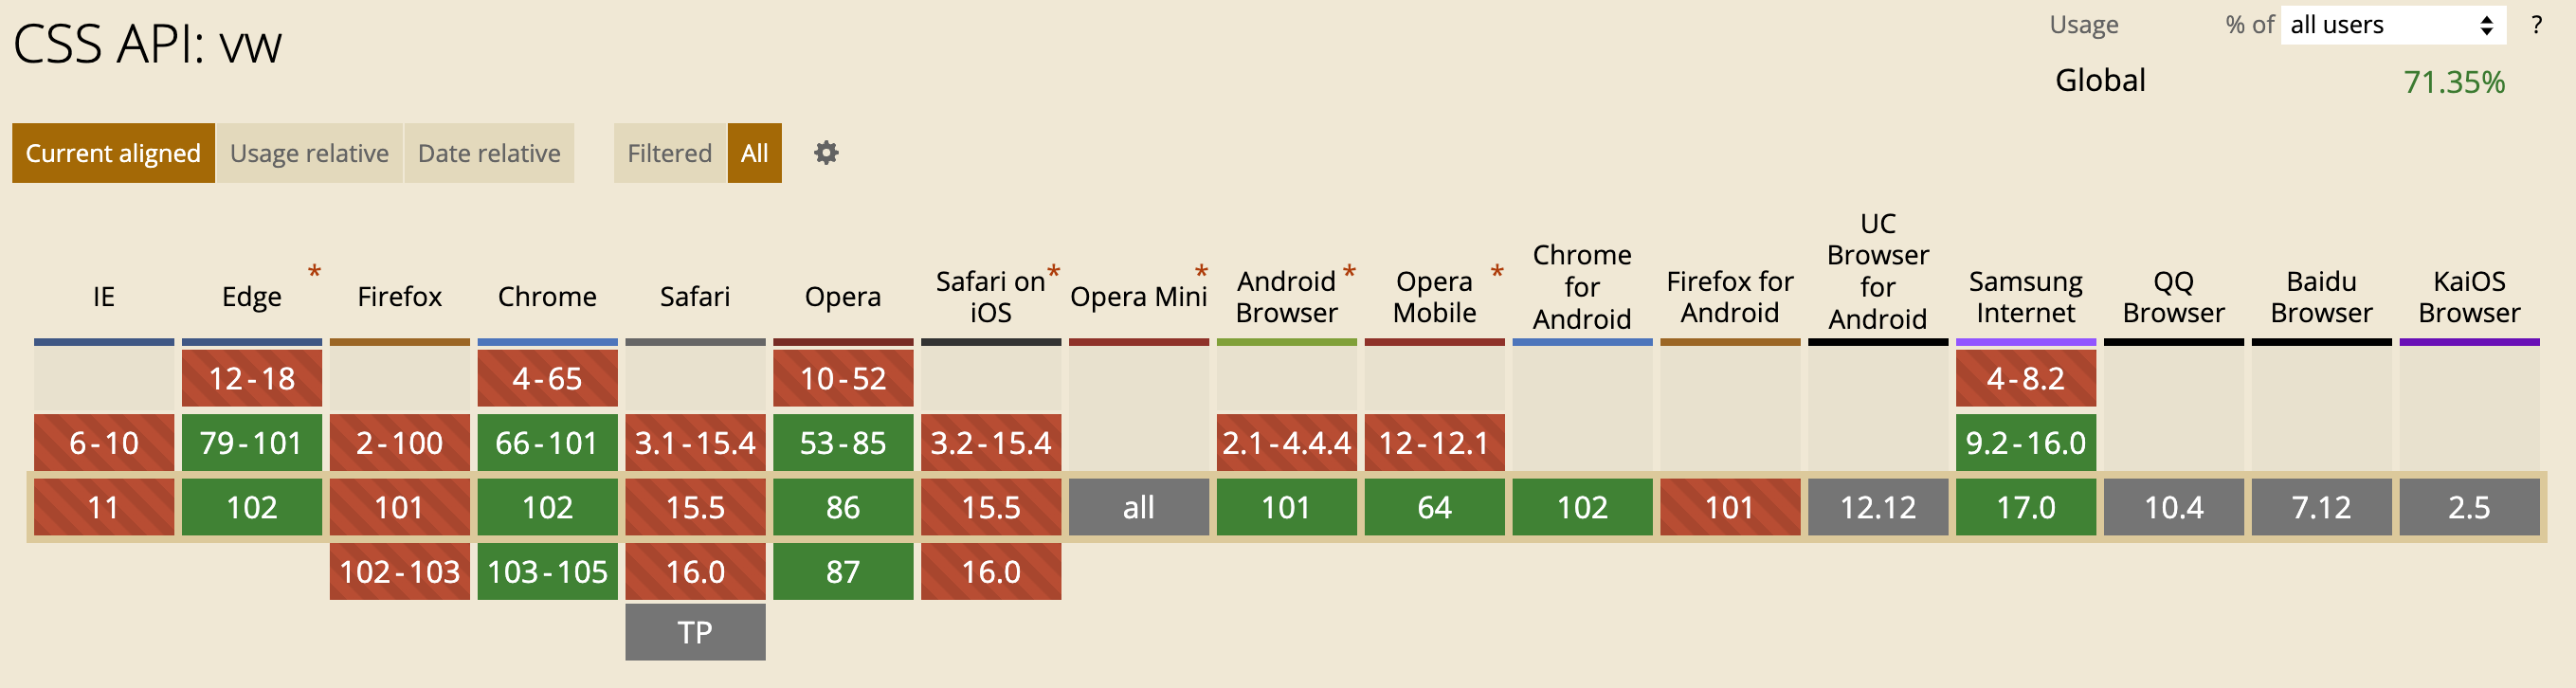 CSS API: vw
Usage % of all users ?
Global 71.35%
Current aligned Usage relative Date relative Filtered All
IE
Edge *
Firefox
Chrome
Safari
Opera
Safari on *
iOS
Opera Mini *
Android *
Browser
Opera *
Mobile
Chrome
for
Android
Firefox for
Android
UC
Browser
for
Android
Samsung
Internet
QQ
Browser
Baidu
Browser
KaiOS
Browser
12-18 4-65 10-52 4-8.2
6-10 79-101 2-100 66-101 3.1-15.4 53-85 3.2-15.4 2.1-4.4.4 12-12.1 9.2-16.0
11 102 101 102 15.5 86 15.5 all 101 64 102 101 12.12 17.0 10.4 7.12 2.5
102-103 103-105 16.0 87 16.0
TP